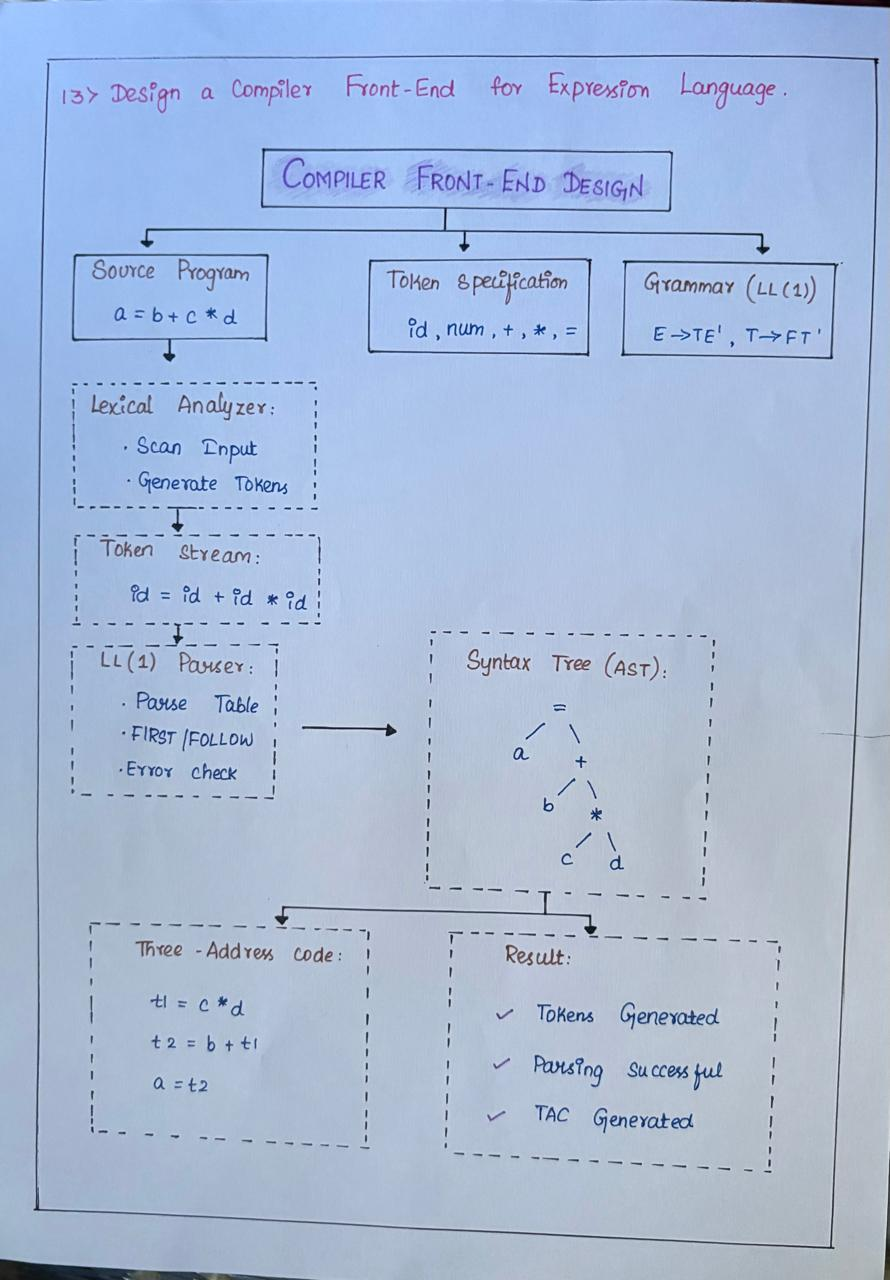 13> Design a Compiler Front-End for Expression Language.
COMPILER FRONT-END DESIGN
Source Program
a = b + c * d
Token Specification
id, num, +, *, =
Grammar (LL(1))
E→TE', T→FT'
Lexical Analyzer:
· Scan Input
· Generate Tokens
Token Stream:
id = id + id * id
LL(1) Parser:
· Parse Table
· FIRST/FOLLOW
· Error check
Syntax Tree (AST):
=
a
+
b
*
c d
Three-Address code:
t1 = c * d
t2 = b + t1
a = t2
Result:
✓ Tokens Generated
✓ Parsing Successful
✓ TAC Generated